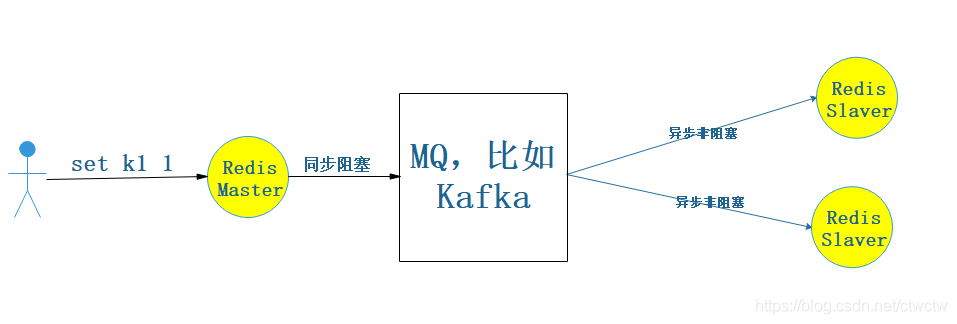 set k1 1
Redis
Master
同步阻塞
MQ，比如
Kafka
异步非阻塞
异步非阻塞
Redis
Slaver
Redis
Slaver
https://blog.csdn.net/ctwctw